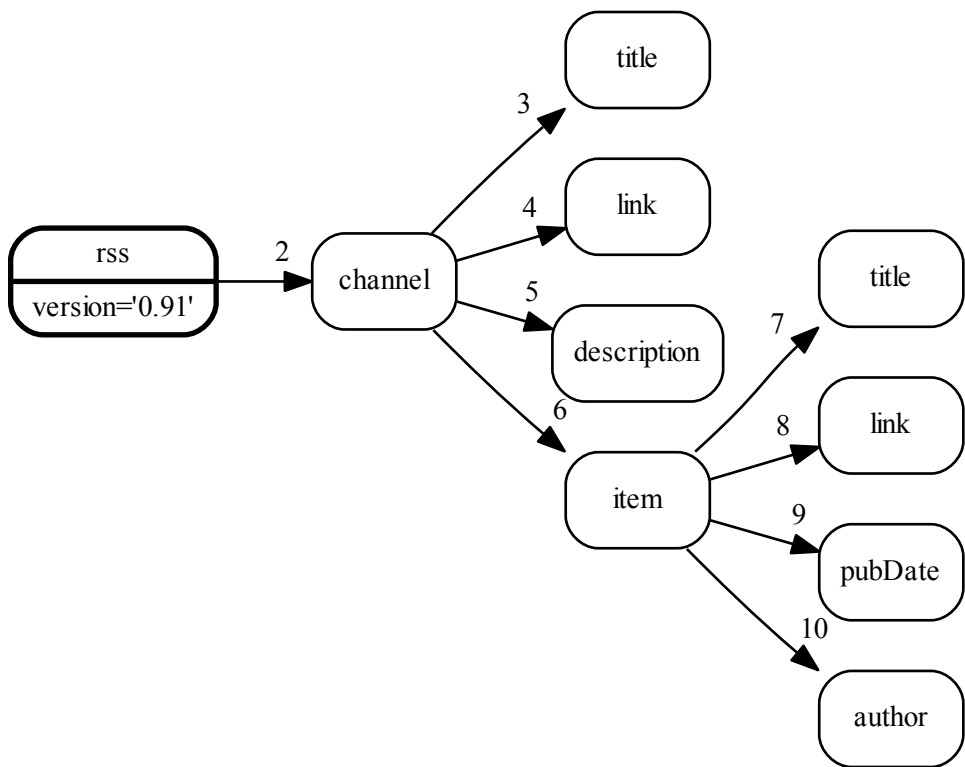 rss
version='0.91'
2
channel
3
title
4
link
5
description
6
item
7
title
8
link
9
pubDate
10
author